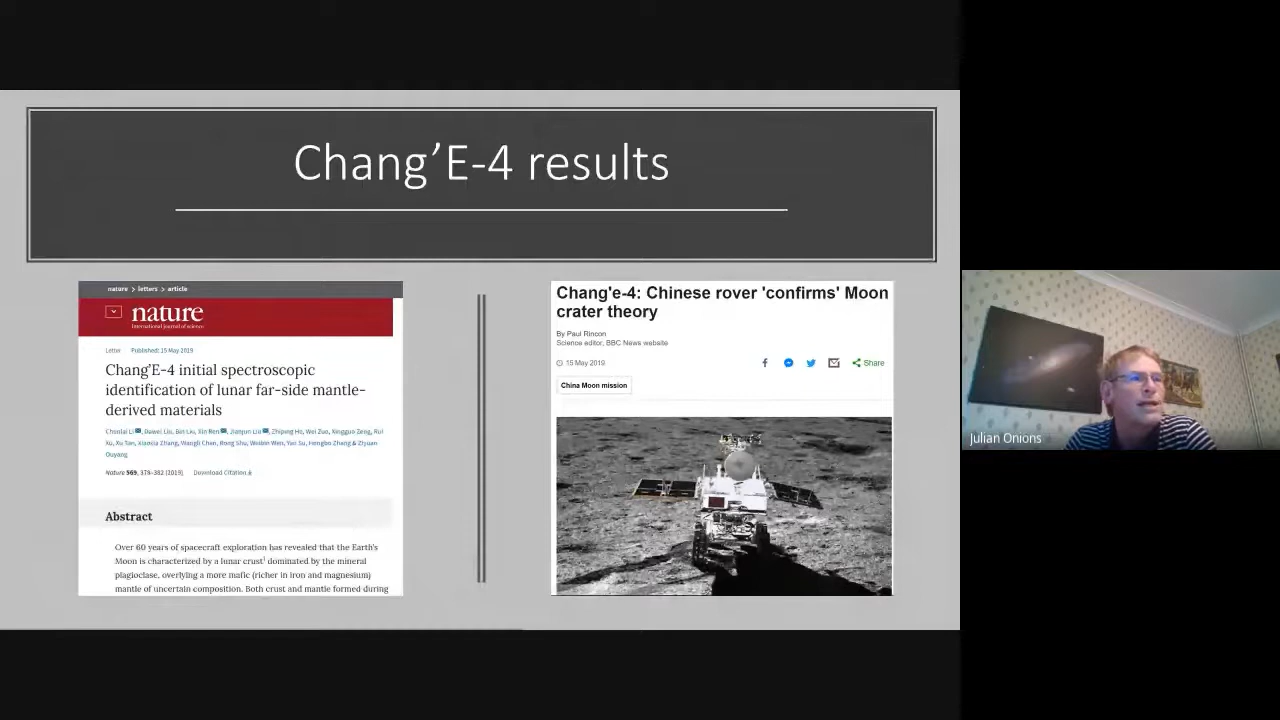 Chang’E-4 results
nature > letters > article
nature
International journal of science
Letter Published: 15 May 2019
Chang’E-4 initial spectroscopic
identification of lunar far-side mantle-
derived materials
Chunlai Li, Dawei Liu, Bin Liu, Xin Ren, Jianjun Liu, Zhiping He, Wei Zuo, Xingguo Zeng, Rui
Xu, Xu Tan, Xiaoxia Zhang, Wangli Chen, Rong Shu, Weibin Wen, Yan Su, Hongbo Zhang & Ziyuan
Ouyang
Nature 569, 378–382 (2019) Download Citation
Abstract
Over 60 years of spacecraft exploration has revealed that the Earth’s
Moon is characterized by a lunar crust1 dominated by the mineral
plagioclase, overlying a more mafic (richer in iron and magnesium)
mantle of uncertain composition. Both crust and mantle formed during
Chang'e-4: Chinese rover 'confirms' Moon
crater theory
By Paul Rincon
Science editor, BBC News website
15 May 2019
Share
China Moon mission
Julian Onions